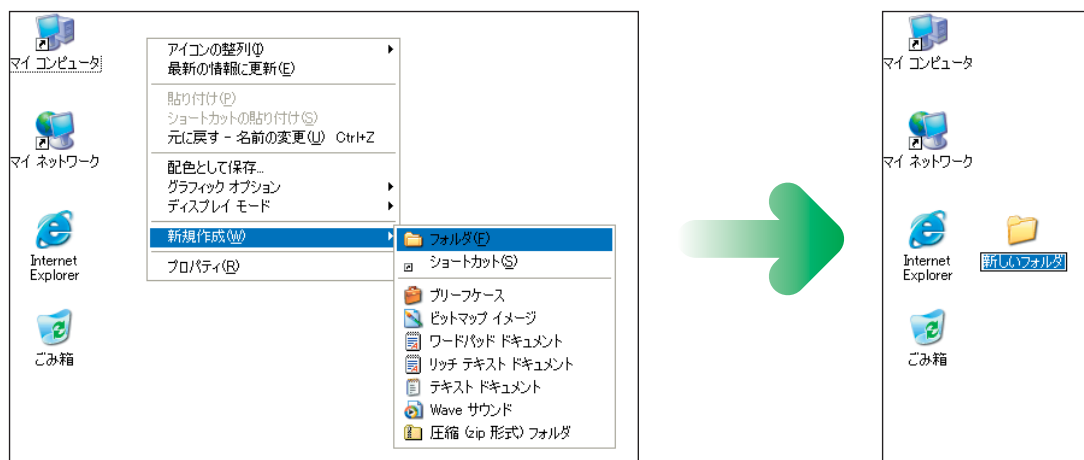 マイ コンピュータ
マイ ネットワーク
Internet
Explorer
ごみ箱
アイコンの整列(I)
最新の情報に更新(E)
貼り付け(P)
ショートカットの貼り付け(S)
元に戻す - 名前の変更(U) Ctrl+Z
配色として保存...
グラフィック オプション
ディスプレイ モード
新規作成(W)
プロパティ(R)
フォルダ(F)
ショートカット(S)
ブリーフケース
ビットマップ イメージ
ワードパッド ドキュメント
リッチ テキスト ドキュメント
テキスト ドキュメント
Wave サウンド
圧縮 (zip 形式) フォルダ
マイ コンピュータ
マイ ネットワーク
Internet
Explorer
新しいフォルダ
ごみ箱